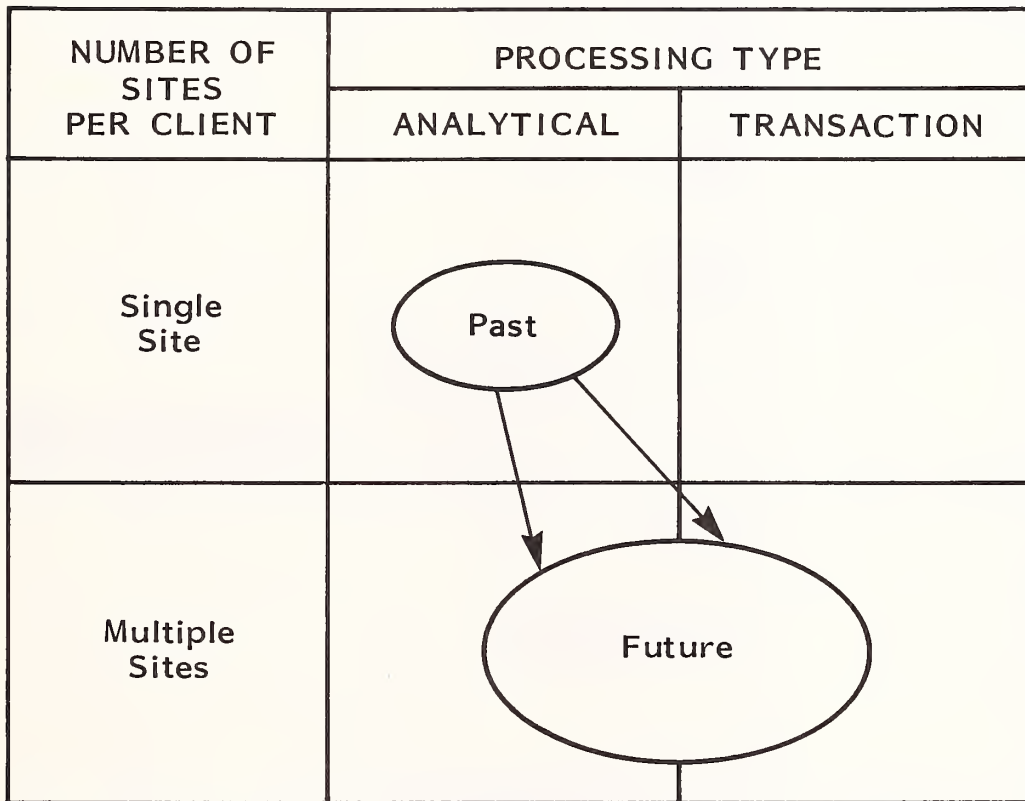 NUMBER OF
SITES
PER CLIENT
PROCESSING TYPE
ANALYTICAL
TRANSACTION
Single
Site
Past
Multiple
Sites
Future